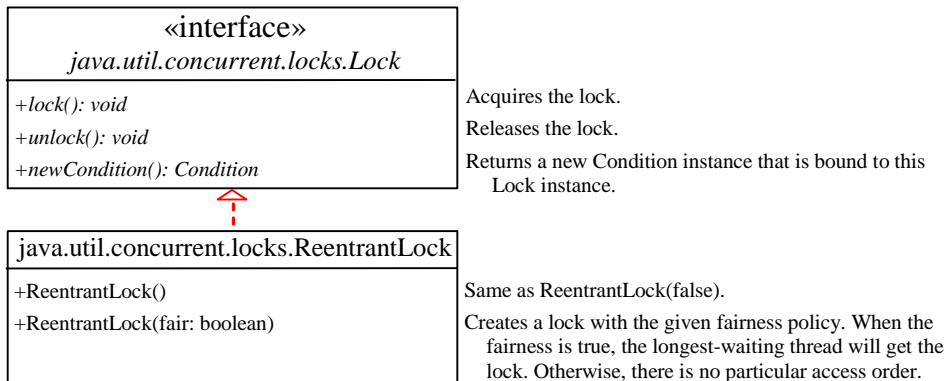 «interface»
java.util.concurrent.locks.Lock
+lock(): void
Acquires the lock.
+unlock(): void
Releases the lock.
+newCondition(): Condition
Returns a new Condition instance that is bound to this
Lock instance.
java.util.concurrent.locks.ReentrantLock
+ReentrantLock()
Same as ReentrantLock(false).
+ReentrantLock(fair: boolean)
Creates a lock with the given fairness policy. When the
fairness is true, the longest-waiting thread will get the
lock. Otherwise, there is no particular access order.